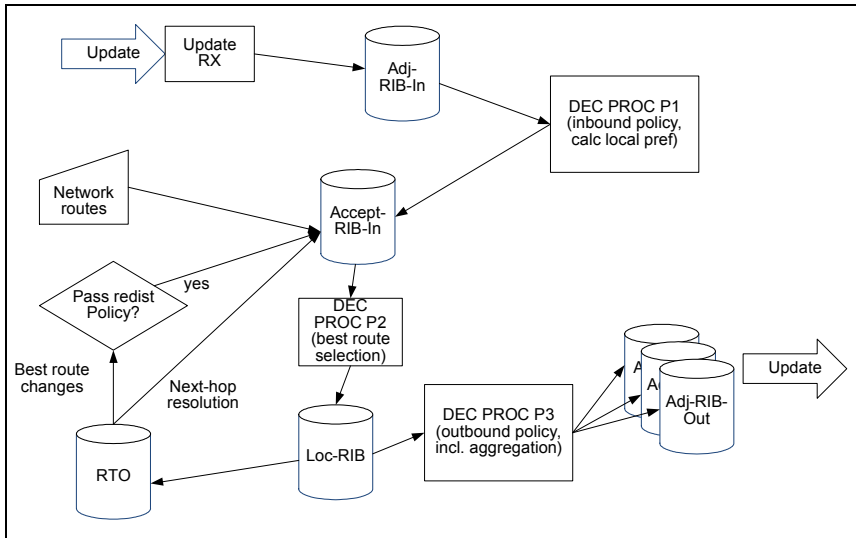 Update
Update
RX
Adj-
RIB-In
DEC PROC P1
(inbound policy,
calc local pref)
Network
routes
Accept-
RIB-In
Pass redist
Policy?
yes
DEC
PROC P2
(best route
selection)
Best route
changes
Next-hop
resolution
RTO
Loc-RIB
DEC PROC P3
(outbound policy,
incl. aggregation)
Adj-RIB-
Out
Update